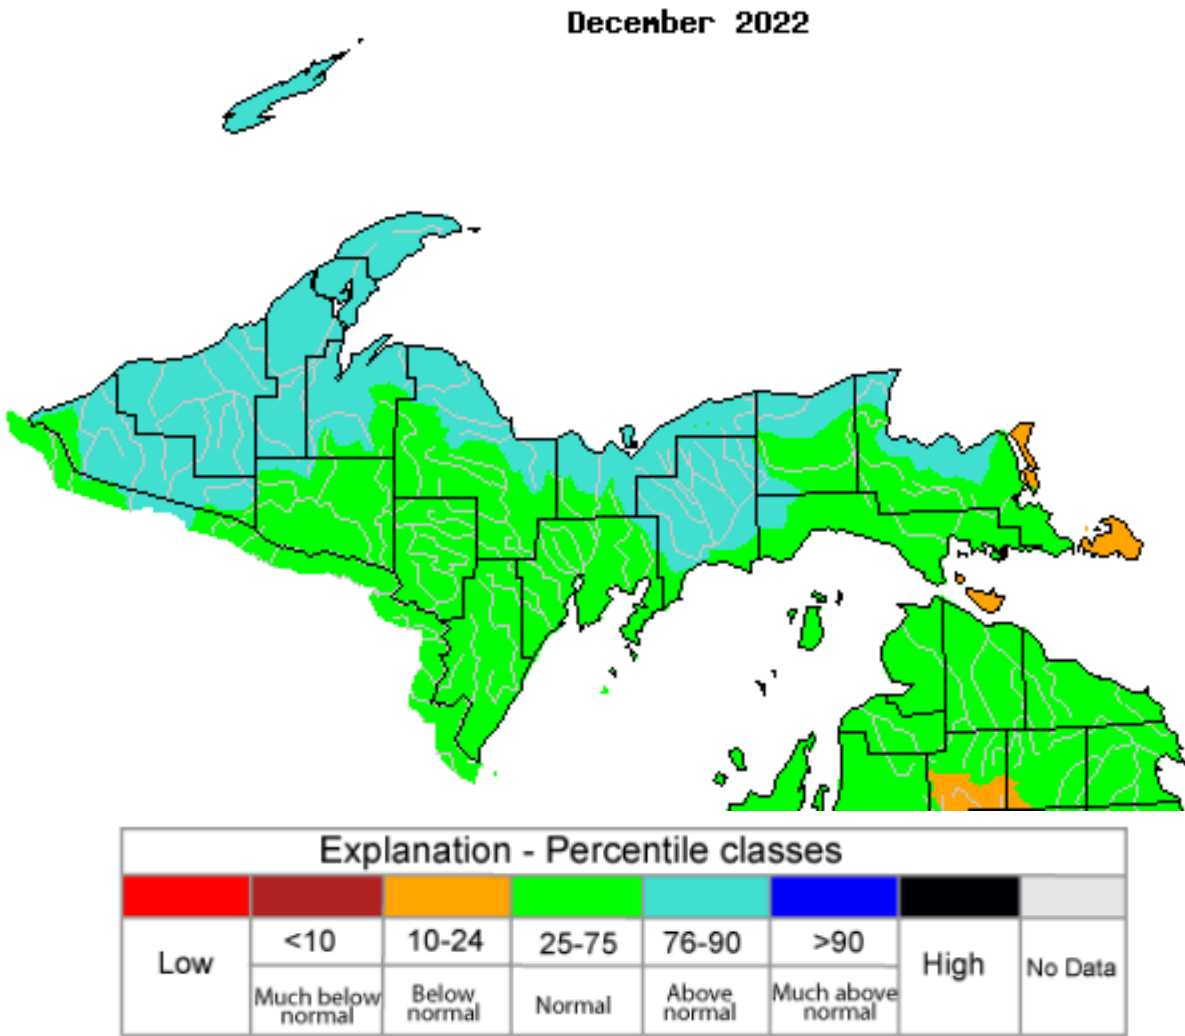 December 2022
Explanation - Percentile classes
Low
<10
10-24
25-75
76-90
>90
High
No Data
Much below
normal
Below
normal
Normal
Above
normal
Much above
normal